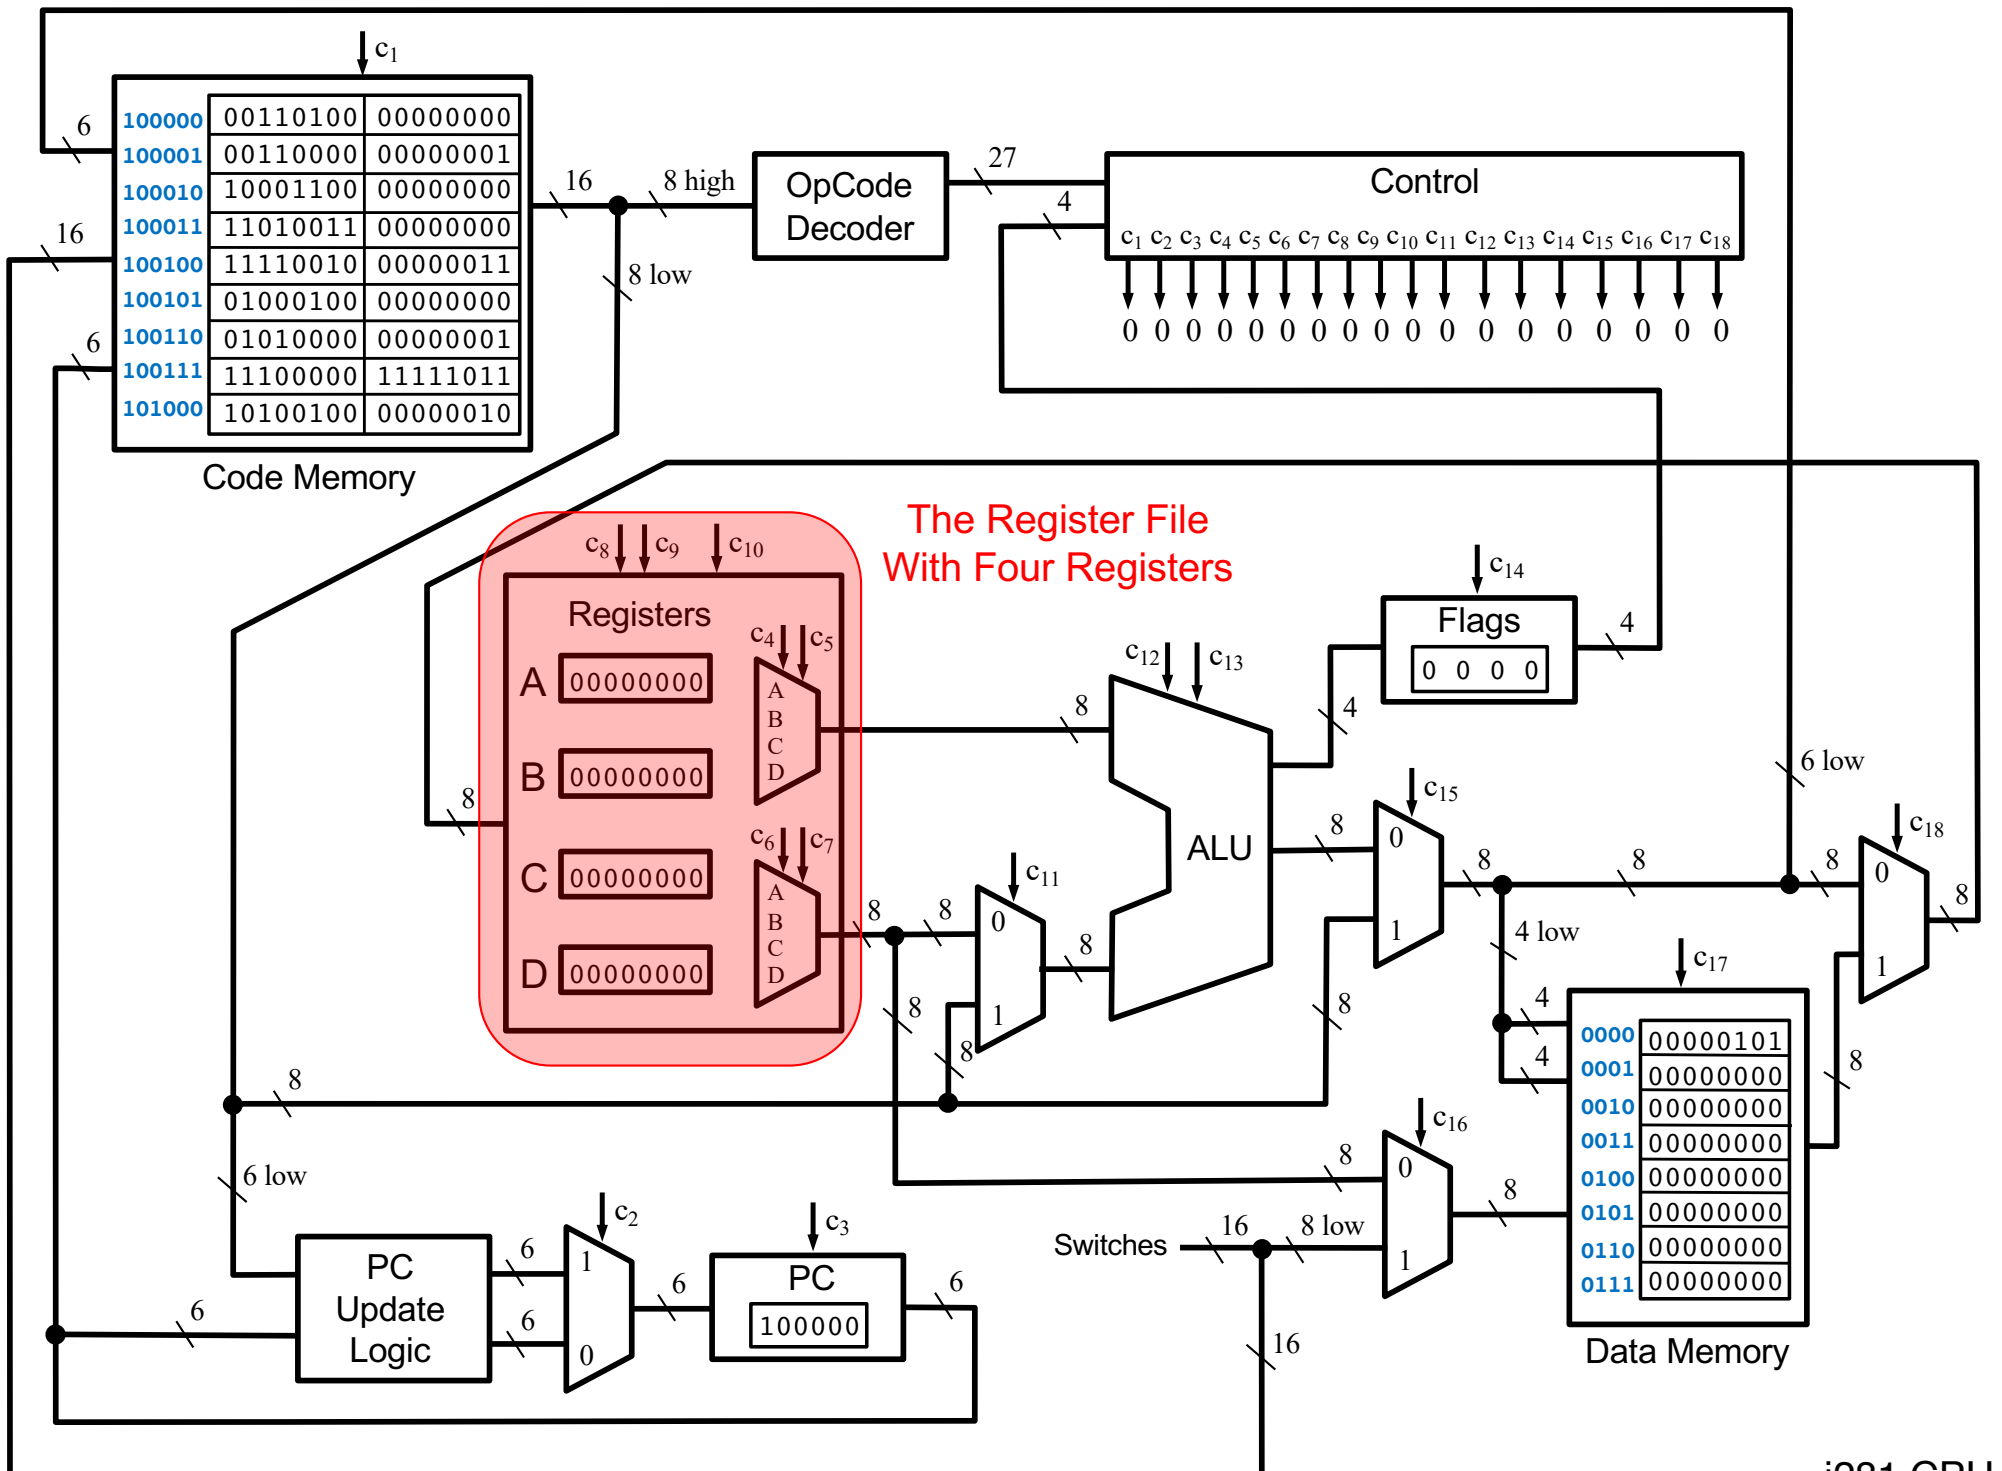 c1
100000 00110100 00000000
100001 00110000 00000001
100010 10001100 00000000
100011 11010011 00000000
100100 11110010 00000011
100101 01000100 00000000
100110 01010000 00000001
100111 11100000 11111011
101000 10100100 00000010
Code Memory
6
16
6
16
8 high
8 low
OpCode
Decoder
27
4
Control
c1 c2 c3 c4 c5 c6 c7 c8 c9 c10 c11 c12 c13 c14 c15 c16 c17 c18
0 0 0 0 0 0 0 0 0 0 0 0 0 0 0 0 0 0
The Register File
With Four Registers
c8 c9 c10
Registers
A 00000000
B 00000000
C 00000000
D 00000000
c4 c5
A
B
C
D
c6 c7
A
B
C
D
8
8
8
8
8
c11
0
1
8
8
c12 c13
ALU
c14
Flags
0 0 0 0
4
4
8
c15
0
1
8
8
8
6 low
8
c18
0
1
8
4 low
4
4
c17
0000 00000101
0001 00000000
0010 00000000
0011 00000000
0100 00000000
0101 00000000
0110 00000000
0111 00000000
Data Memory
8
8
6 low
6
PC
Update
Logic
6
6
c2
1
0
6
c3
PC
100000
6
Switches
16
8 low
16
8
c16
0
1
8